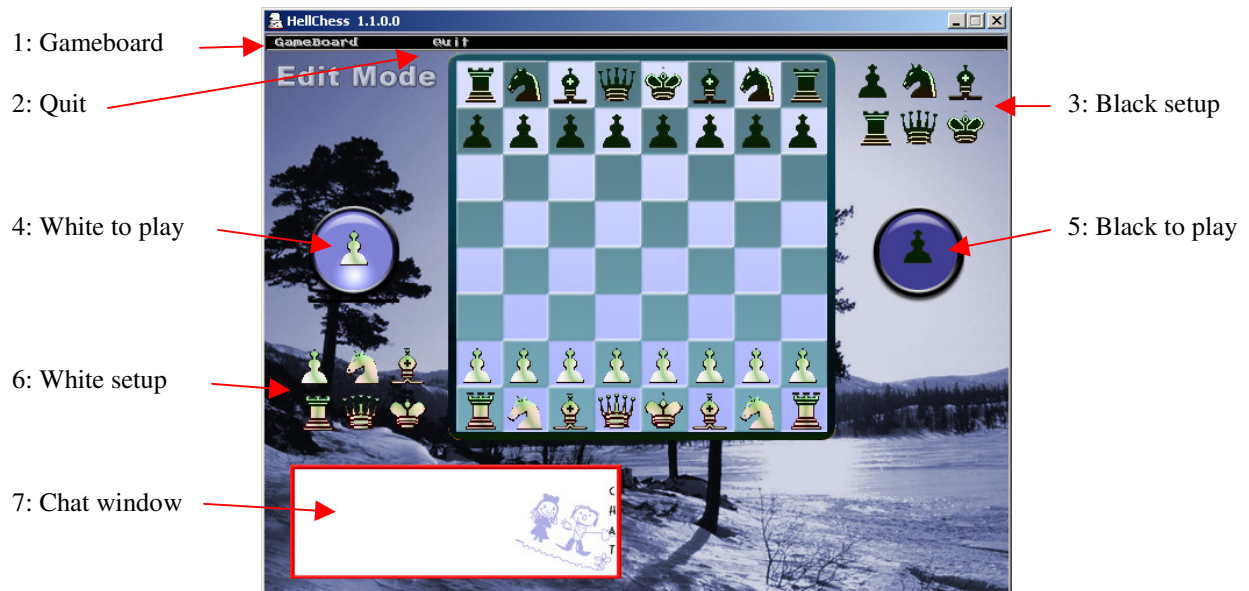 HellChess 1.1.0.0
1: Gameboard
GameBoard Quit
Edit Mode
2: Quit
3: Black setup
4: White to play
5: Black to play
6: White setup
7: Chat window
C
H
A
T